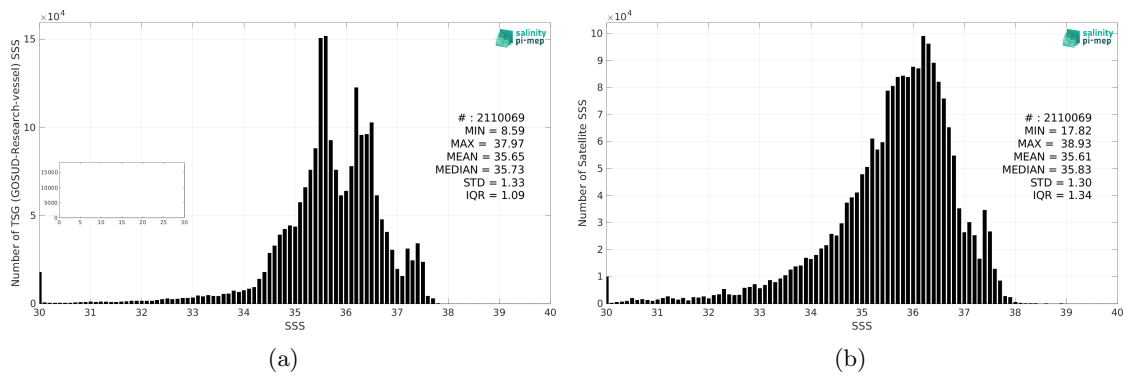 ×10⁴
15
10
5
0
Number of TSG (GOSUD-Research-vessel) SSS
salinity
pi-mep
# : 2110069
MIN = 8.59
MAX = 37.97
MEAN = 35.65
MEDIAN = 35.73
STD = 1.33
IQR = 1.09
15000
10000
5000
0
0 5 10 15 20 25 30
30 31 32 33 34 35 36 37 38 39 40
SSS
(a)
×10⁴
10
9
8
7
6
5
4
3
2
1
0
Number of Satellite SSS
salinity
pi-mep
# : 2110069
MIN = 17.82
MAX = 38.93
MEAN = 35.61
MEDIAN = 35.83
STD = 1.30
IQR = 1.34
30 31 32 33 34 35 36 37 38 39 40
SSS
(b)